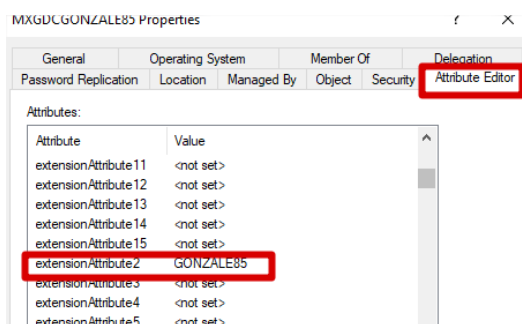 MXGDCGONZALE85 Properties ? X
General Operating System Member Of Delegation
Password Replication Location Managed By Object Security Attribute Editor
Attributes:
Attribute Value
extensionAttribute11 <not set>
extensionAttribute12 <not set>
extensionAttribute13 <not set>
extensionAttribute14 <not set>
extensionAttribute15 <not set>
extensionAttribute2 GONZALE85
extensionAttribute3 <not set>
extensionAttribute4 <not set>
extensionAttribute5 <not set>